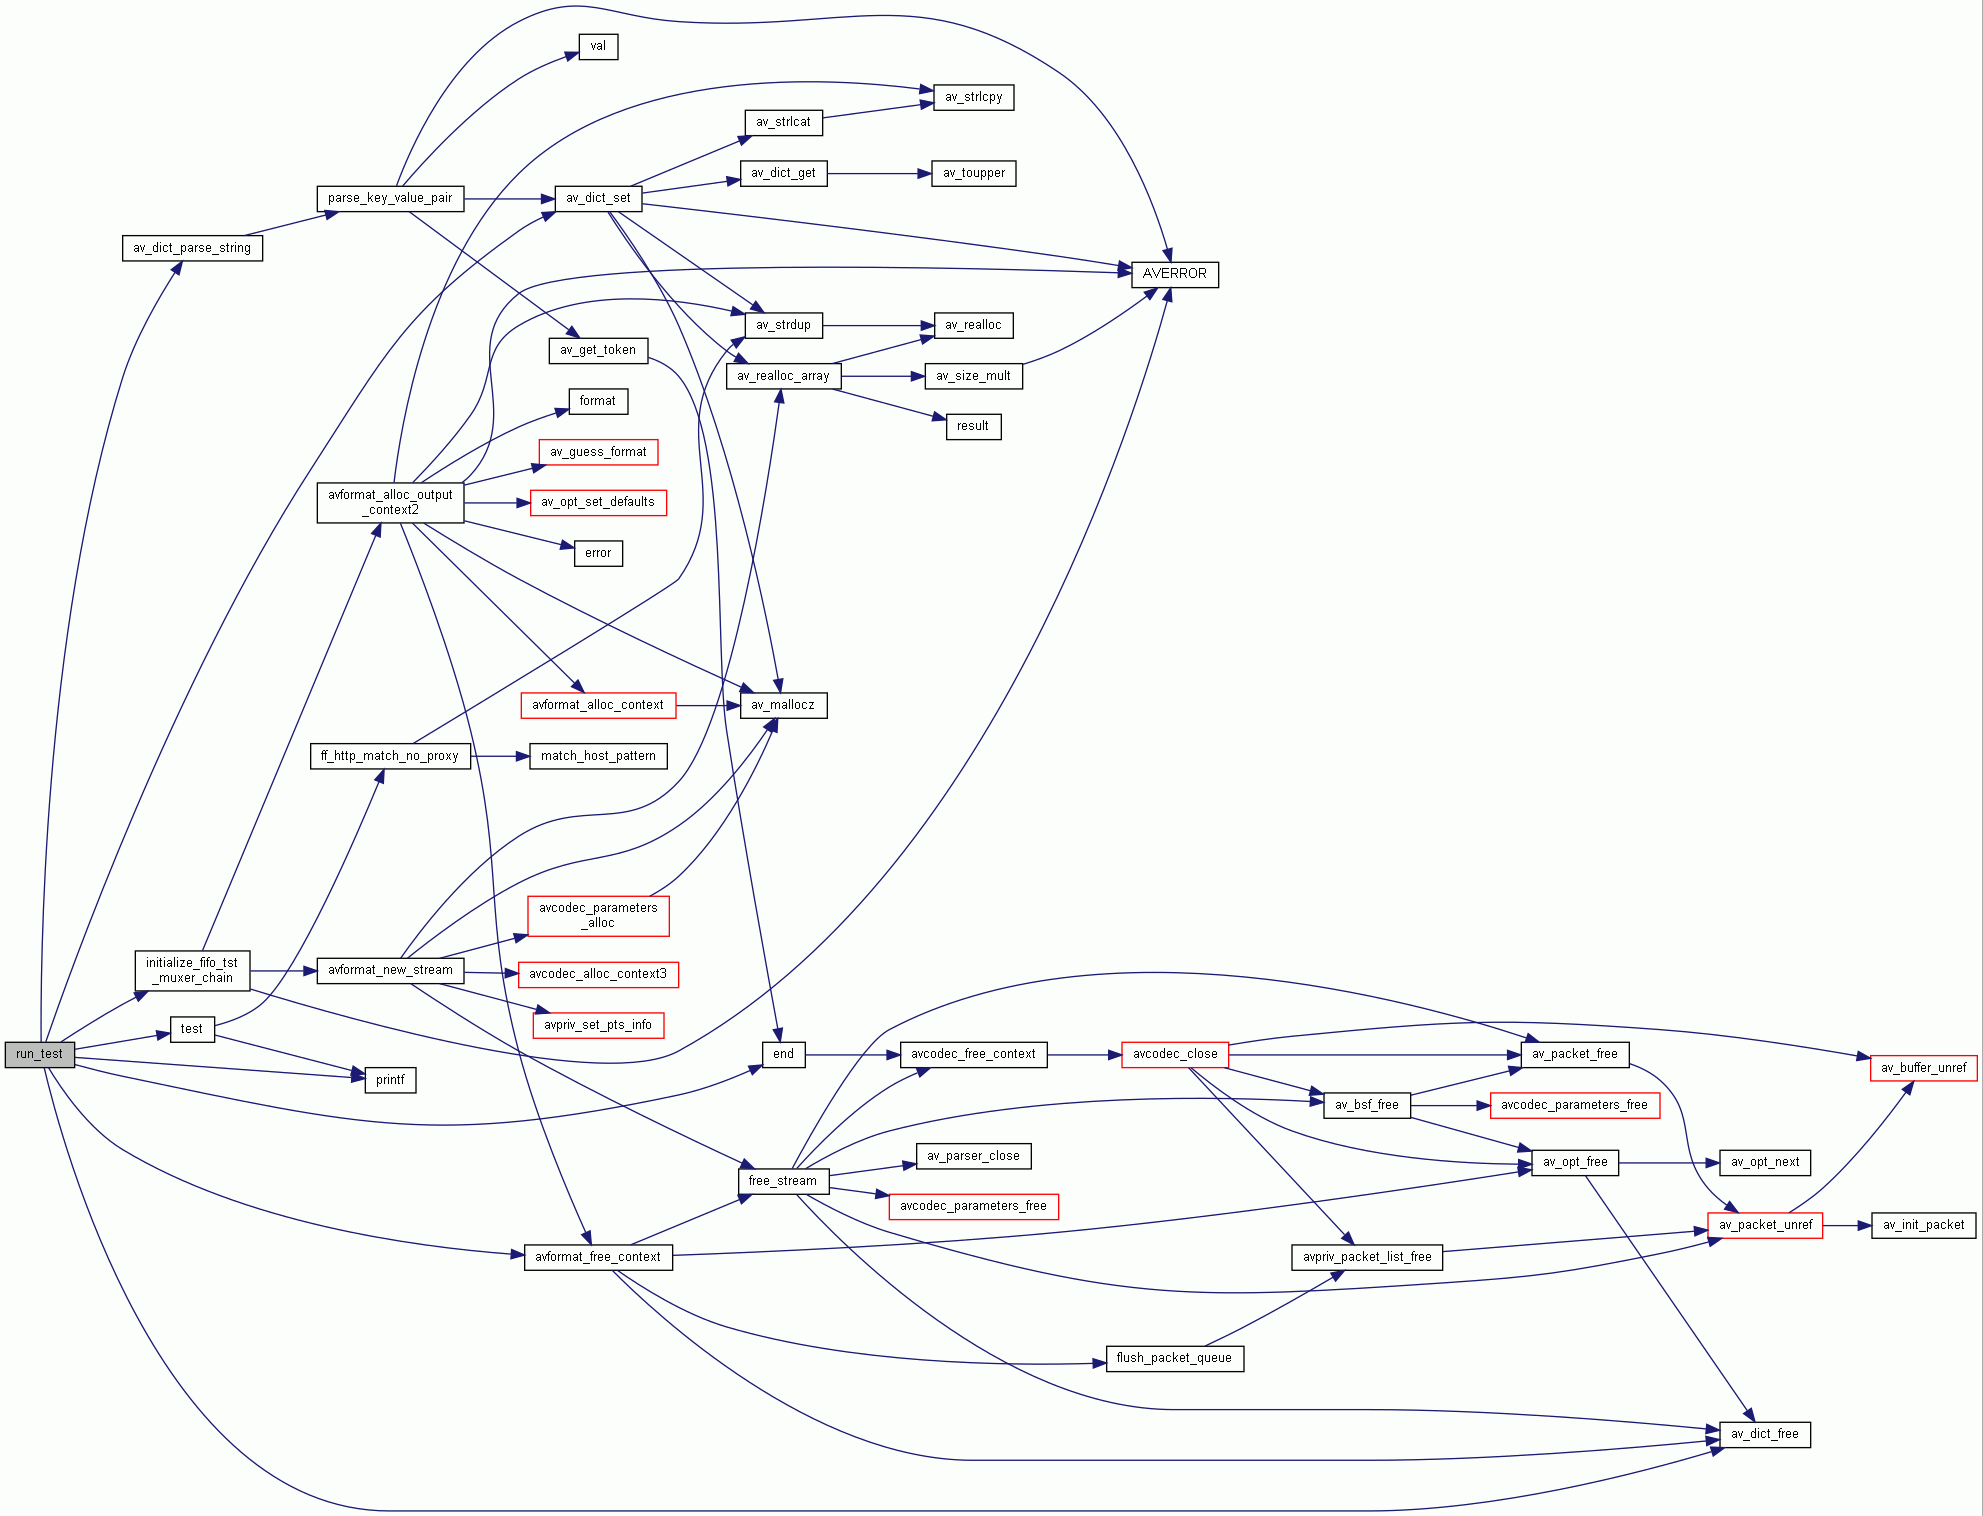 val
av_strlcpy
av_strlcat
av_dict_get
av_toupper
parse_key_value_pair
av_dict_set
av_dict_parse_string
AVERROR
av_strdup
av_realloc
av_get_token
av_realloc_array
av_size_mult
format
result
av_guess_format
avformat_alloc_output
_context2
av_opt_set_defaults
error
avformat_alloc_context
av_mallocz
ff_http_match_no_proxy
match_host_pattern
avcodec_parameters
_alloc
initialize_fifo_tst
_muxer_chain
avformat_new_stream
avcodec_alloc_context3
avpriv_set_pts_info
test
run_test
end
avcodec_free_context
avcodec_close
av_packet_free
av_buffer_unref
printf
av_bsf_free
avcodec_parameters_free
av_parser_close
av_opt_free
av_opt_next
free_stream
avcodec_parameters_free
av_packet_unref
av_init_packet
avformat_free_context
avpriv_packet_list_free
flush_packet_queue
av_dict_free